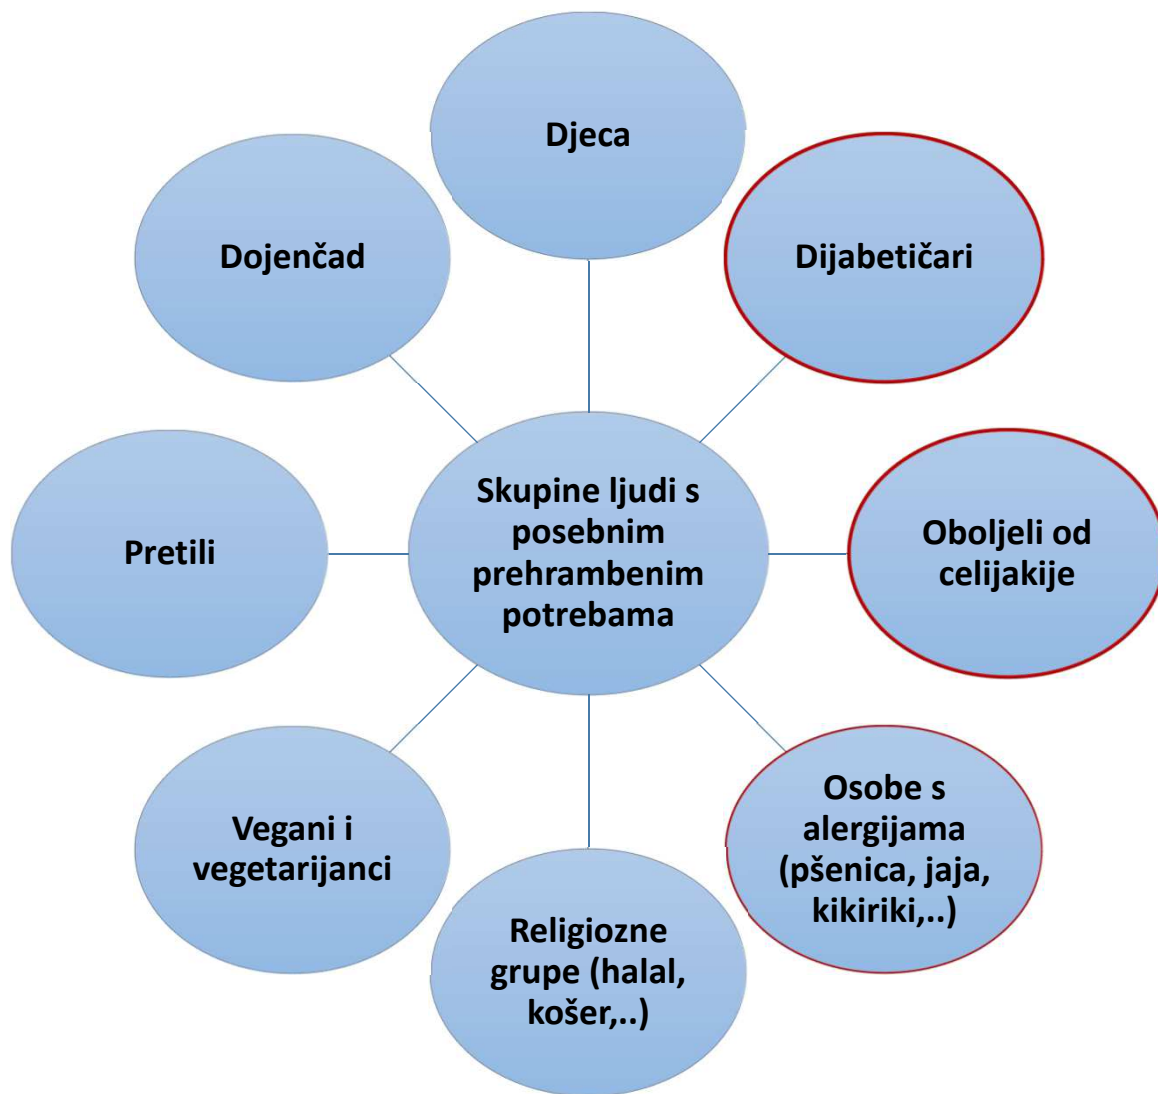 Djeca
Dojenčad
Dijabetičari
Pretili
Skupine ljudi s
posebnim
prehrambenim
potrebama
Oboljeli od
celijakije
Vegani i
vegetarijanci
Osobe s
alergijama
(pšenica, jaja,
kikiriki,..)
Religiozne
grupe (halal,
košer,..)